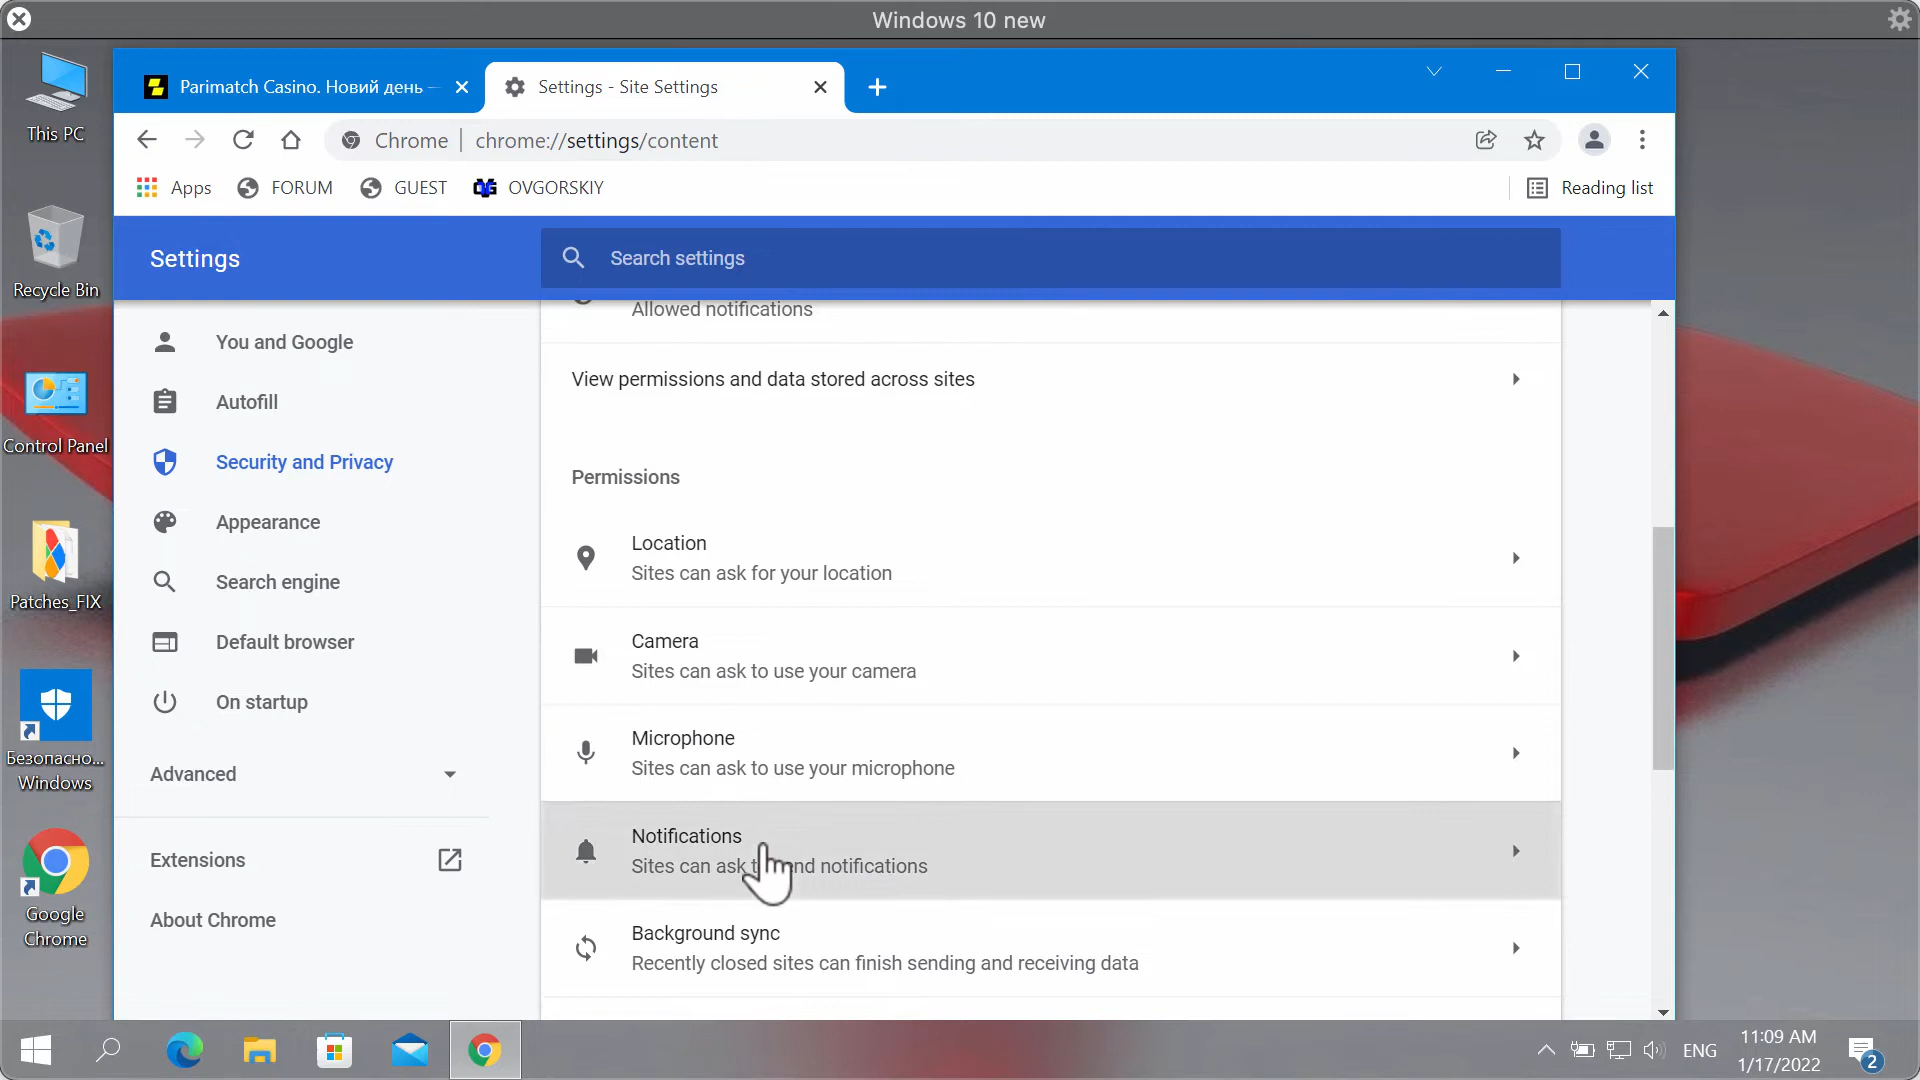 Windows 10 new
This PC
Recycle Bin
Control Panel
Patches_FIX
Безопасно...
Windows
Google
Chrome
Parimatch Casino. Новий день —
Settings - Site Settings
Chrome | chrome://settings/content
Apps
FORUM
GUEST
OVG
OVGORSKIY
Reading list
Settings
Search settings
You and Google
Autofill
Security and Privacy
Appearance
Search engine
Default browser
On startup
Advanced
Extensions
About Chrome
Allowed notifications
View permissions and data stored across sites
Permissions
Location
Sites can ask for your location
Camera
Sites can ask to use your camera
Microphone
Sites can ask to use your microphone
Notifications
Sites can ask t nd notifications
Background sync
Recently closed sites can finish sending and receiving data
ENG
11:09 AM
1/17/2022
2